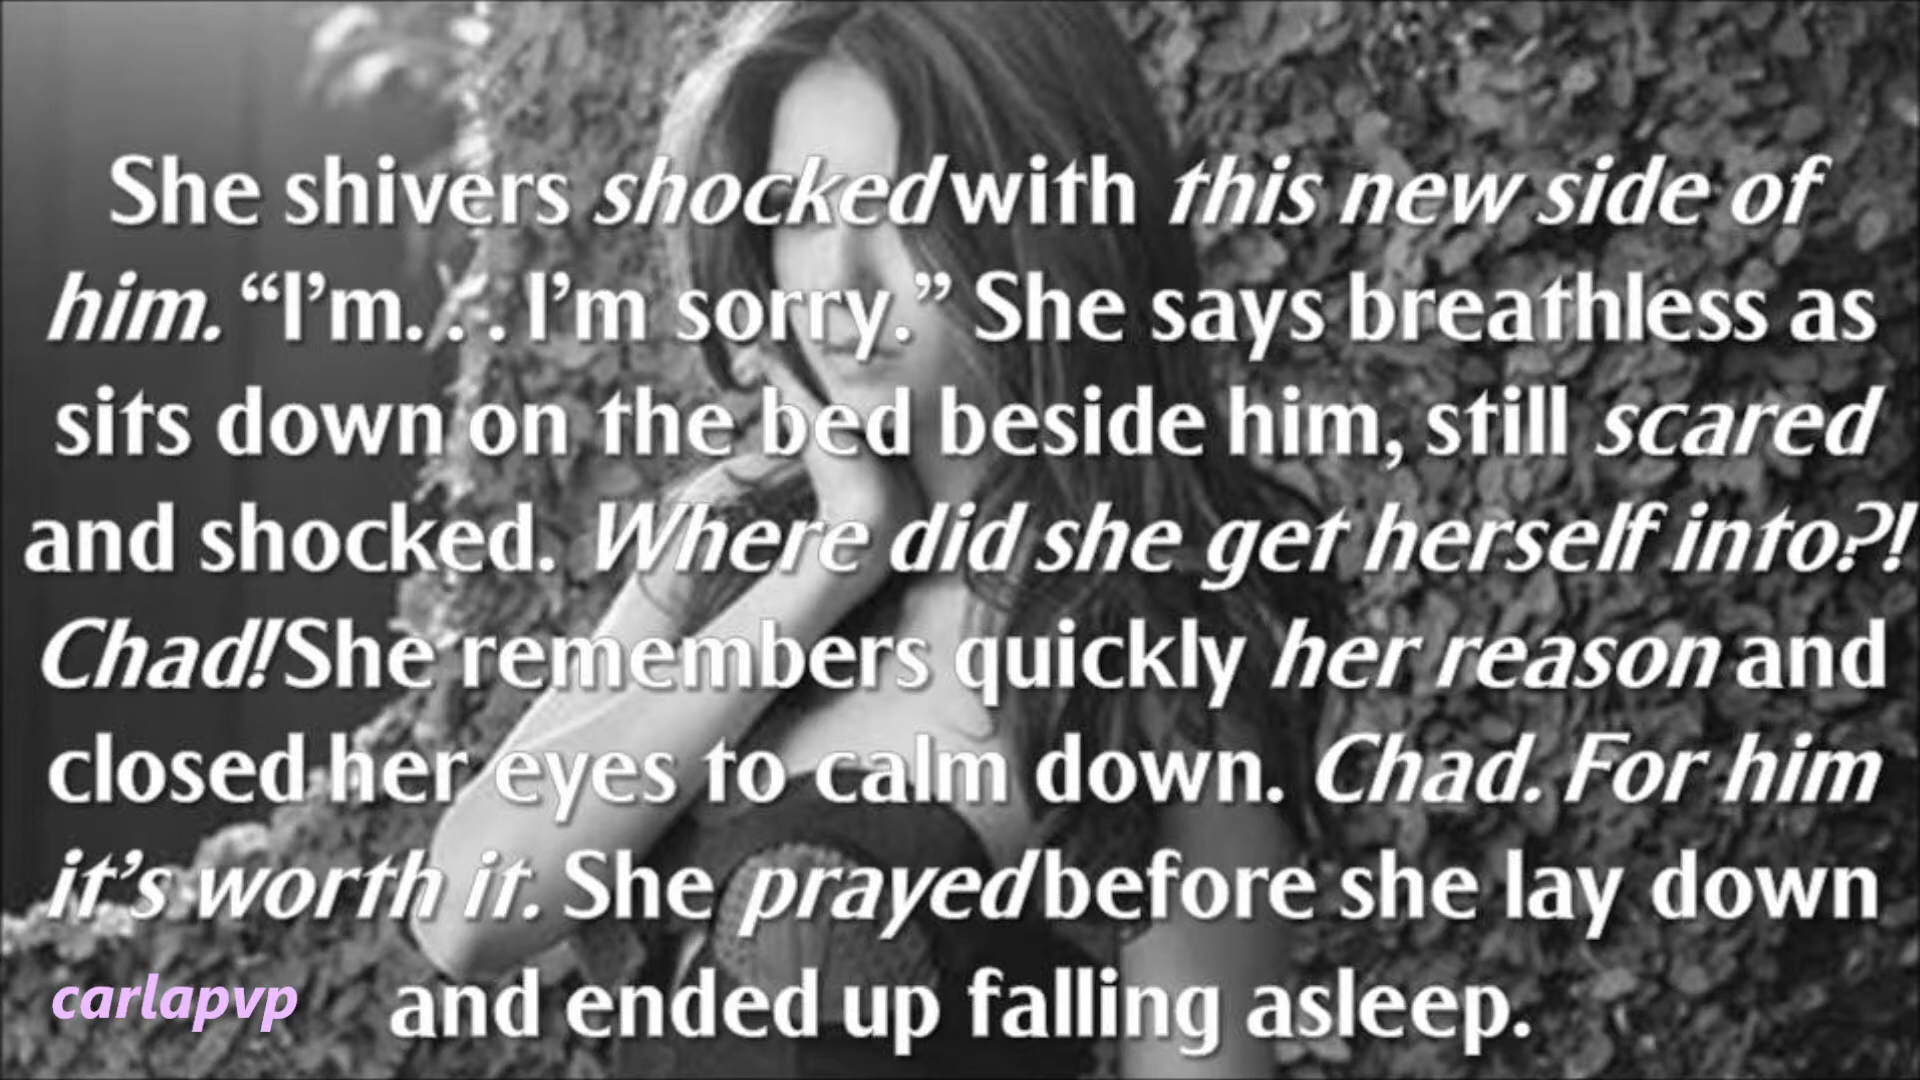 She shivers shocked with this new side of
him. “I’m. . . I’m sorry.” She says breathless as
sits down on the bed beside him, still scared
and shocked. Where did she get herself into?!
Chad! She remembers quickly her reason and
closed her eyes to calm down. Chad. For him
it’s worth it. She prayed before she lay down
and ended up falling asleep.
carlapvp